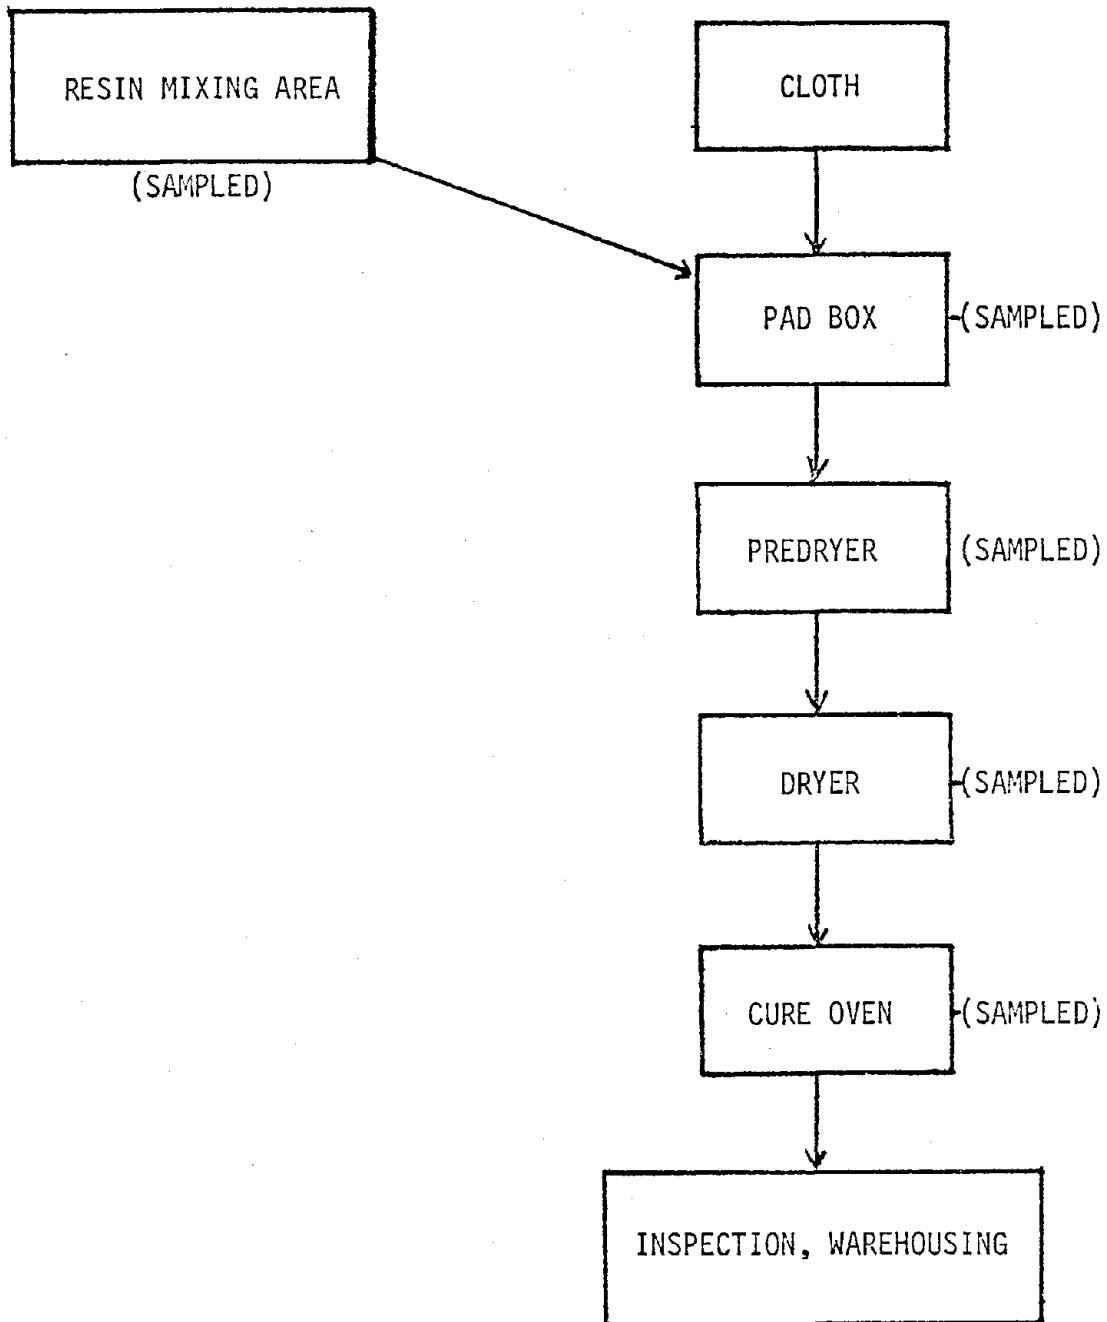 RESIN MIXING AREA
(SAMPLED)
CLOTH
PAD BOX
(SAMPLED)
PREDRYER
(SAMPLED)
DRYER
(SAMPLED)
CURE OVEN
(SAMPLED)
INSPECTION, WAREHOUSING